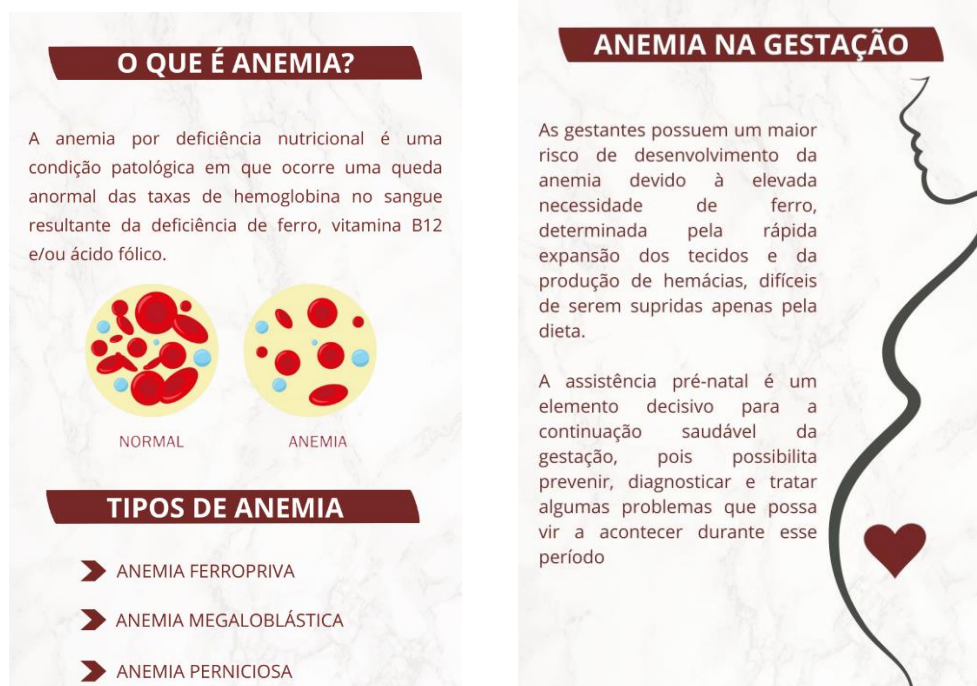 O QUE É ANEMIA?
A anemia por deficiência nutricional é uma
condição patológica em que ocorre uma queda
anormal das taxas de hemoglobina no sangue
resultante da deficiência de ferro, vitamina B12
e/ou ácido fólico.
NORMAL
ANEMIA
TIPOS DE ANEMIA
ANEMIA FERROPRIVA
ANEMIA MEGALOBLÁSTICA
ANEMIA PERNICIOSA
ANEMIA NA GESTAÇÃO
As gestantes possuem um maior
risco de desenvolvimento da
anemia devido à elevada
necessidade de ferro,
determinada pela rápida
expansão dos tecidos e da
produção de hemácias, difíceis
de serem supridas apenas pela
dieta.
A assistência pré-natal é um
elemento decisivo para a
continuação saudável da
gestação, pois possibilita
prevenir, diagnosticar e tratar
algumas problemas que possa
vir a acontecer durante esse
período